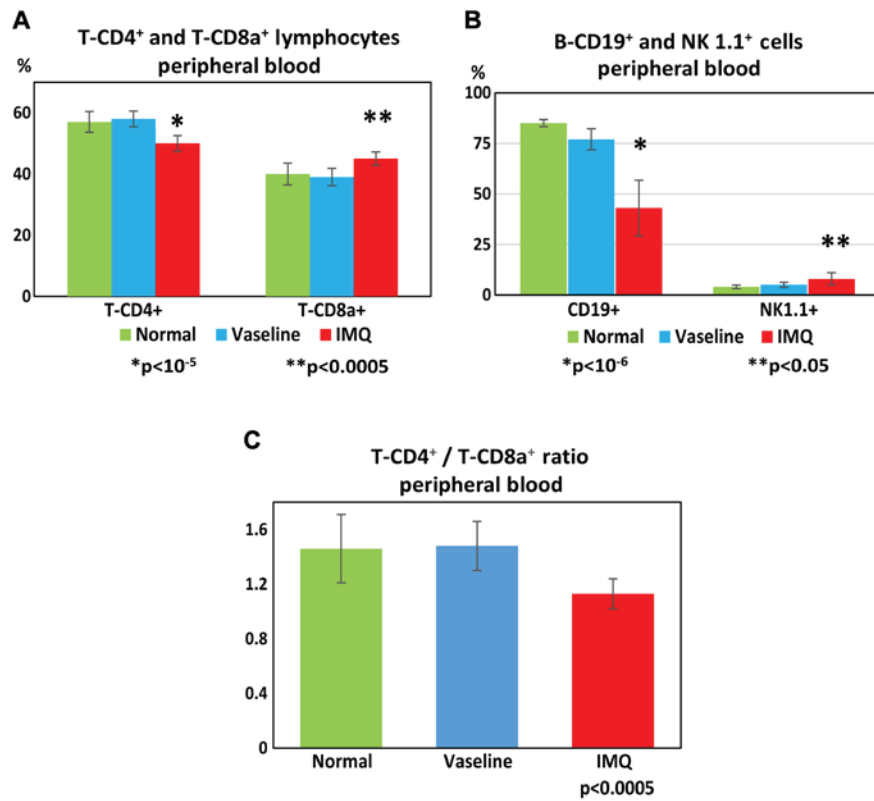 A
T-CD4⁺ and T-CD8a⁺ lymphocytes
peripheral blood
%
60
40
20
0
*
**
T-CD4+ T-CD8a+
Normal Vaseline IMQ
*p<10⁻⁵ **p<0.0005
B
B-CD19⁺ and NK 1.1⁺ cells
peripheral blood
%
100
75
50
25
0
*
**
CD19+ NK1.1+
Normal Vaseline IMQ
*p<10⁻⁶ **p<0.05
C
T-CD4⁺ / T-CD8a⁺ ratio
peripheral blood
1.6
1.2
0.8
0.4
0
Normal Vaseline IMQ
p<0.0005